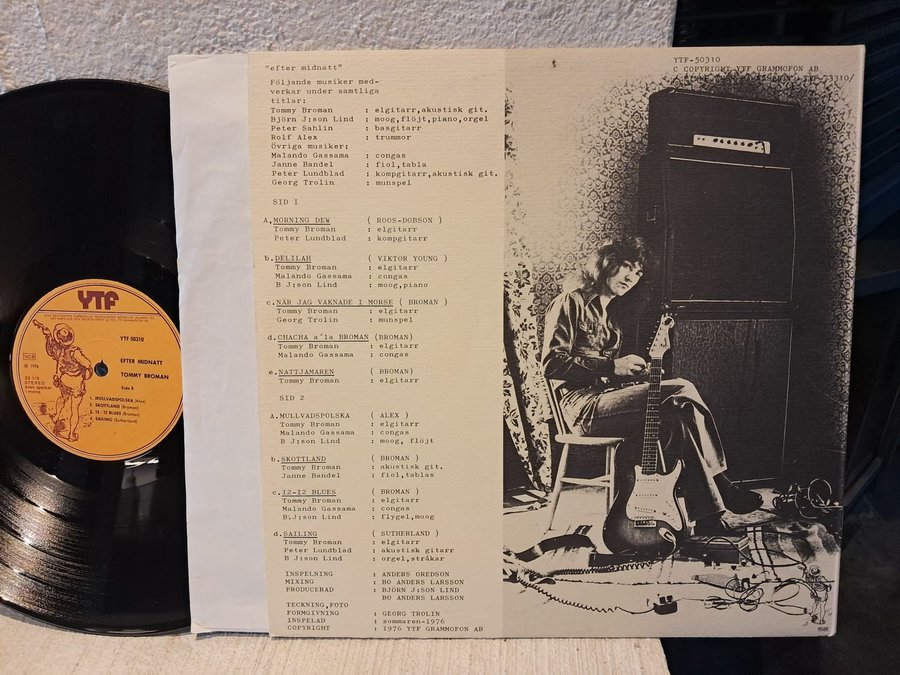 YTF
NCB
℗ 1976
33 1/3
STEREO
YTF 50310
EFTER MIDNATT
TOMMY BROMAN
Side B
1. MULLVADSPOLSKA (Alex)
2. SKOTTLAND (Broman)
3. 12-12 BLUES (Broman)
4. SAILING (Sutherland)
"efter midnatt"
Följande musiker med-
verkar under samtliga
titlar:
Tommy Broman : elgitarr,akustisk git.
Björn J:son Lind : moog,flöjt,piano,orgel
Peter Sahlin : basgitarr
Rolf Alex : trummor
Övriga musiker:
Malando Gassama : congas
Janne Bandel : fiol,tabla
Peter Lundblad : kompgitarr,akustisk git.
Georg Trolin : munspel
SID I
A,MORNING DEW ( ROOS-DOBSON )
Tommy Broman : elgitarr
Peter Lundblad : kompgitarr
b.DELILAH ( VIKTOR YOUNG )
Tommy Broman : elgitarr
Malando Gassama : congas
B J:son Lind : moog,piano
c.NÄR JAG VAKNADE I MORSE ( BROMAN )
Tommy Broman : elgitarr
Georg Trolin : munspel
d.CHACHA a´la BROMAN (BROMAN)
Tommy Broman : elgitarr
Malando Gassama : congas
e.NATTJAMAREN ( BROMAN)
Tommy Broman : elgitarr
SID 2
A.MULLVADSPOLSKA ( ALEX )
Tommy Broman : elgitarr
Malando Gassama : congas
B J:son Lind : moog, flöjt
b.SKOTTLAND ( BROMAN )
Tommy Broman : akustisk git.
Janne Bandel : fiol,tablas
c.I2-I2 BLUES ( BROMAN )
Tommy Broman : elgitarr
Malando Gassama : congas
B.J:son Lind : flygel,moog
d.SAILING ( SUTHERLAND )
Tommy Broman : elgitarr
Peter Lundblad : akustisk gitarr
B J:son Lind : orgel,stråkar
INSPELNING : ANDERS OREDSON
MIXING : BO ANDERS LARSSON
PRODUCERAD : BJÖRN J:SON LIND
BO ANDERS LARSSON
TECKNING,FOTO
FORMGIVNING : GEORG TROLIN
INSPELAD : sommaren-1976
COPYRIGHT : 1976 YTF GRAMMOFON AB
YTF-50310
C COPYRIGHT YTF GRAMMOFON AB